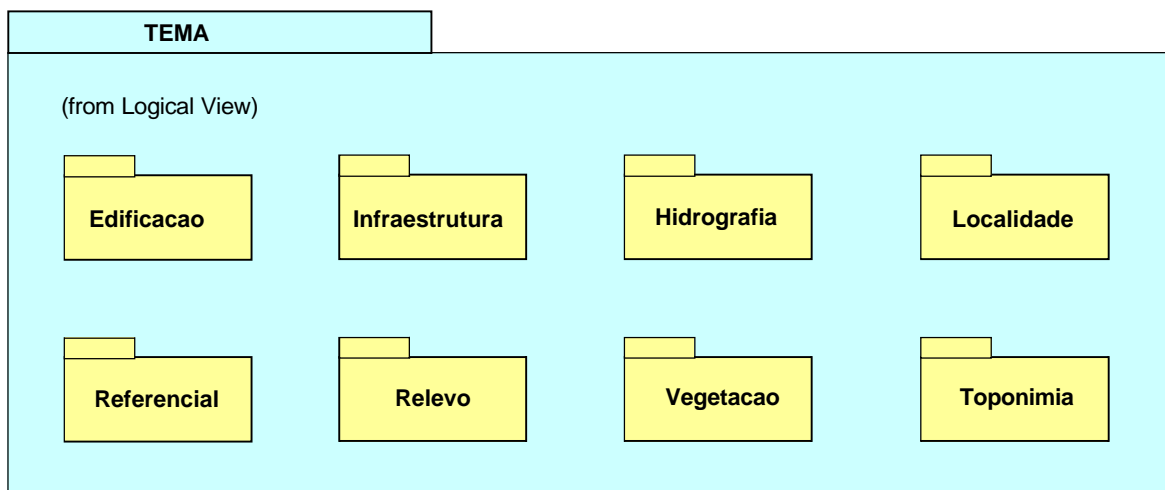 TEMA
(from Logical View)
Edificacao
Infraestrutura
Hidrografia
Localidade
Referencial
Relevo
Vegetacao
Toponimia